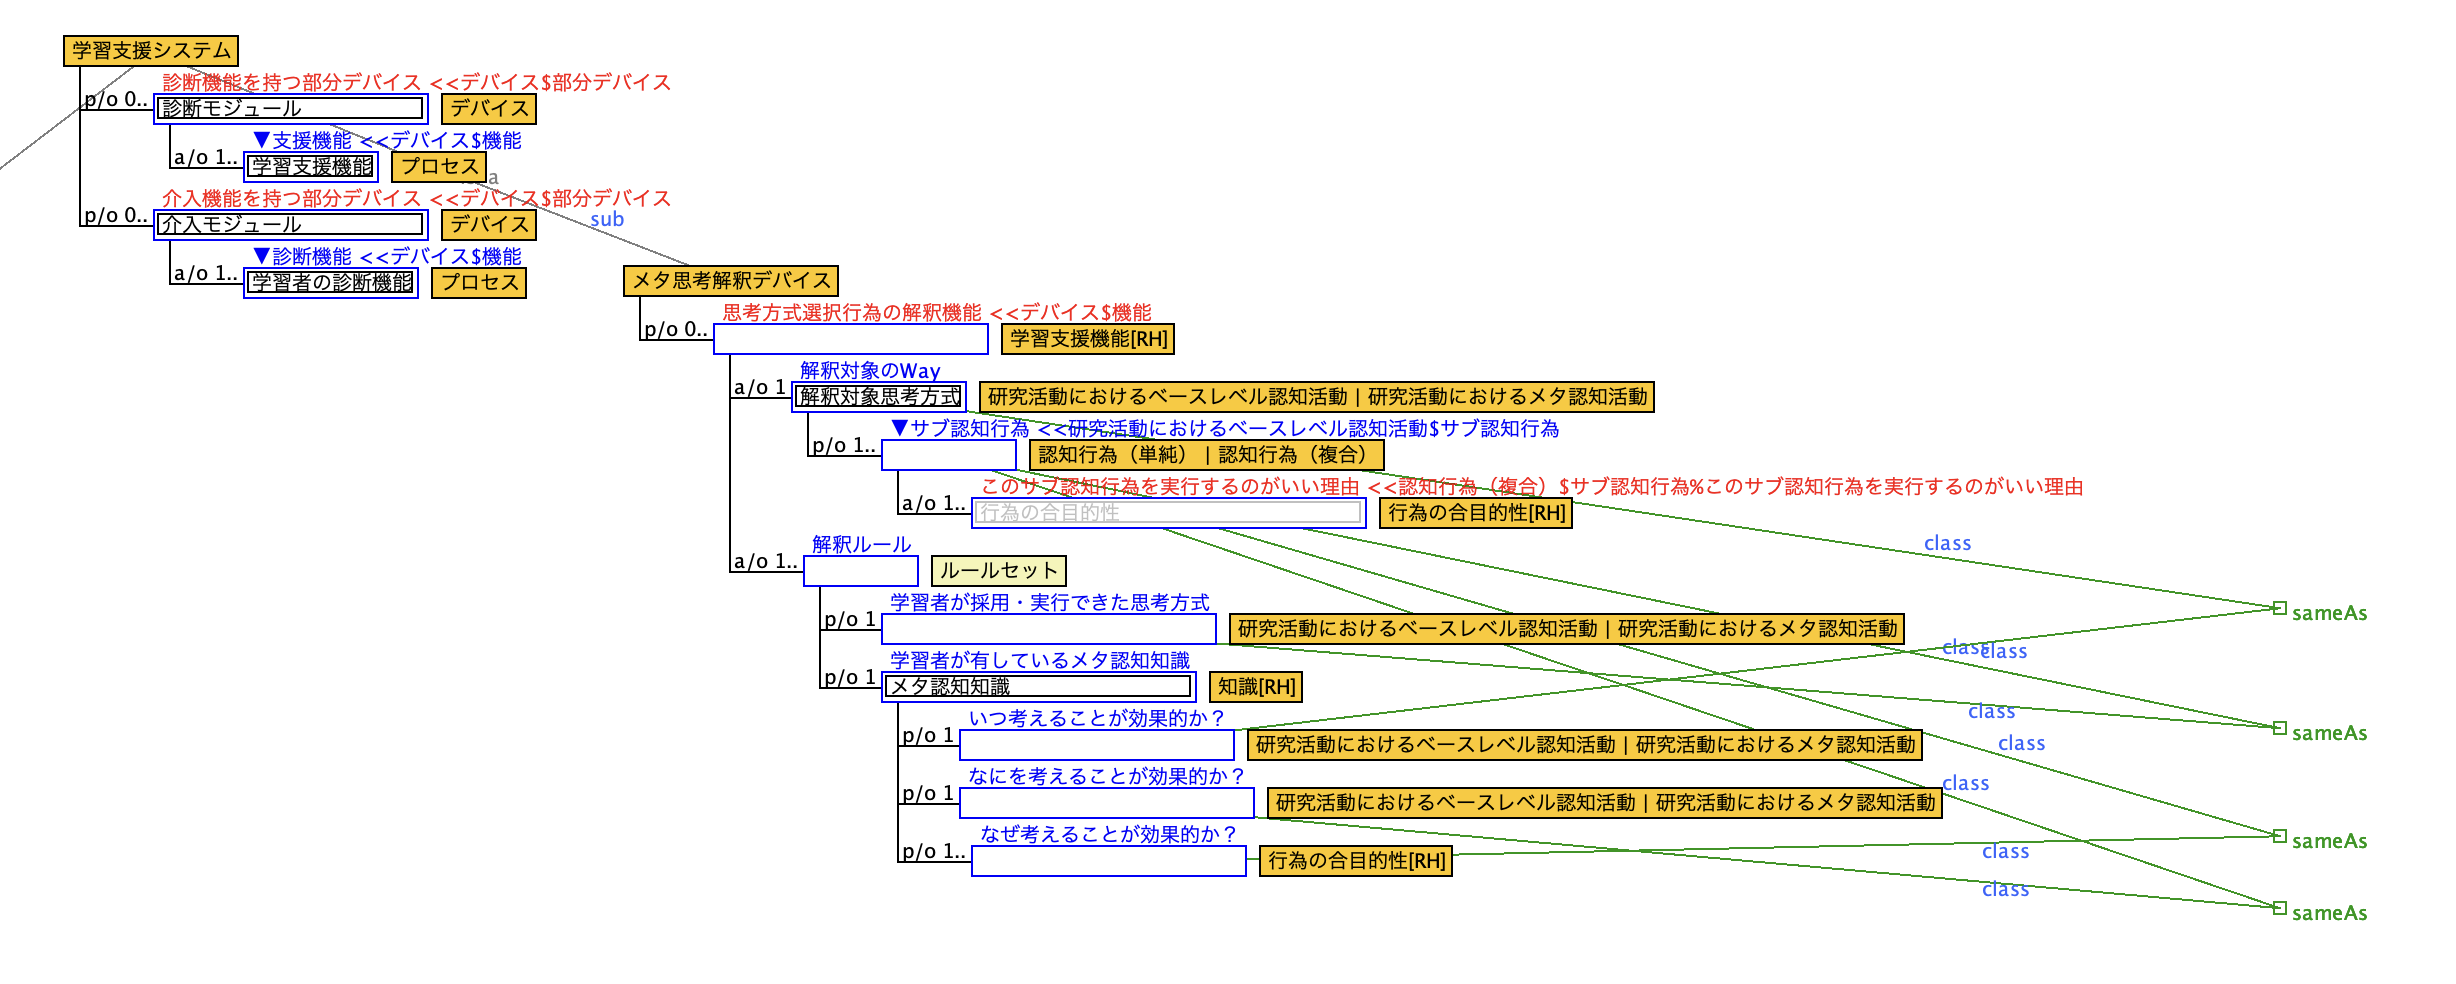 学習支援システム
診断機能を持つ部分デバイス <<デバイス$部分デバイス
p/o 0.. 診断モジュール デバイス
▼支援機能 <<デバイス$機能
a/o 1.. 学習支援機能 プロセス
介入機能を持つ部分デバイス <<デバイス$部分デバイス
p/o 0.. 介入モジュール デバイス
sub
▼診断機能 <<デバイス$機能
a/o 1.. 学習者の診断機能 プロセス
メタ思考解釈デバイス
思考方式選択行為の解釈機能 <<デバイス$機能
p/o 0.. 学習支援機能[RH]
解釈対象のWay
a/o 1 解釈対象思考方式 研究活動におけるベースレベル認知活動 | 研究活動におけるメタ認知活動
▼サブ認知行為 <<研究活動におけるベースレベル認知活動$サブ認知行為
p/o 1.. 認知行為（単純） | 認知行為（複合）
このサブ認知行為を実行するのがいい理由 <<認知行為（複合）$サブ認知行為%このサブ認知行為を実行するのがいい理由
a/o 1.. 行為の合目的性 行為の合目的性[RH]
class
解釈ルール
a/o 1.. ルールセット
学習者が採用・実行できた思考方式
sameAs
p/o 1 研究活動におけるベースレベル認知活動 | 研究活動におけるメタ認知活動
class class
学習者が有しているメタ認知知識
p/o 1 メタ認知知識 知識[RH]
class
いつ考えることが効果的か？
sameAs
p/o 1 研究活動におけるベースレベル認知活動 | 研究活動におけるメタ認知活動
class
なにを考えることが効果的か？
class
p/o 1 研究活動におけるベースレベル認知活動 | 研究活動におけるメタ認知活動
なぜ考えることが効果的か？
sameAs
p/o 1.. 行為の合目的性[RH]
class
class
sameAs